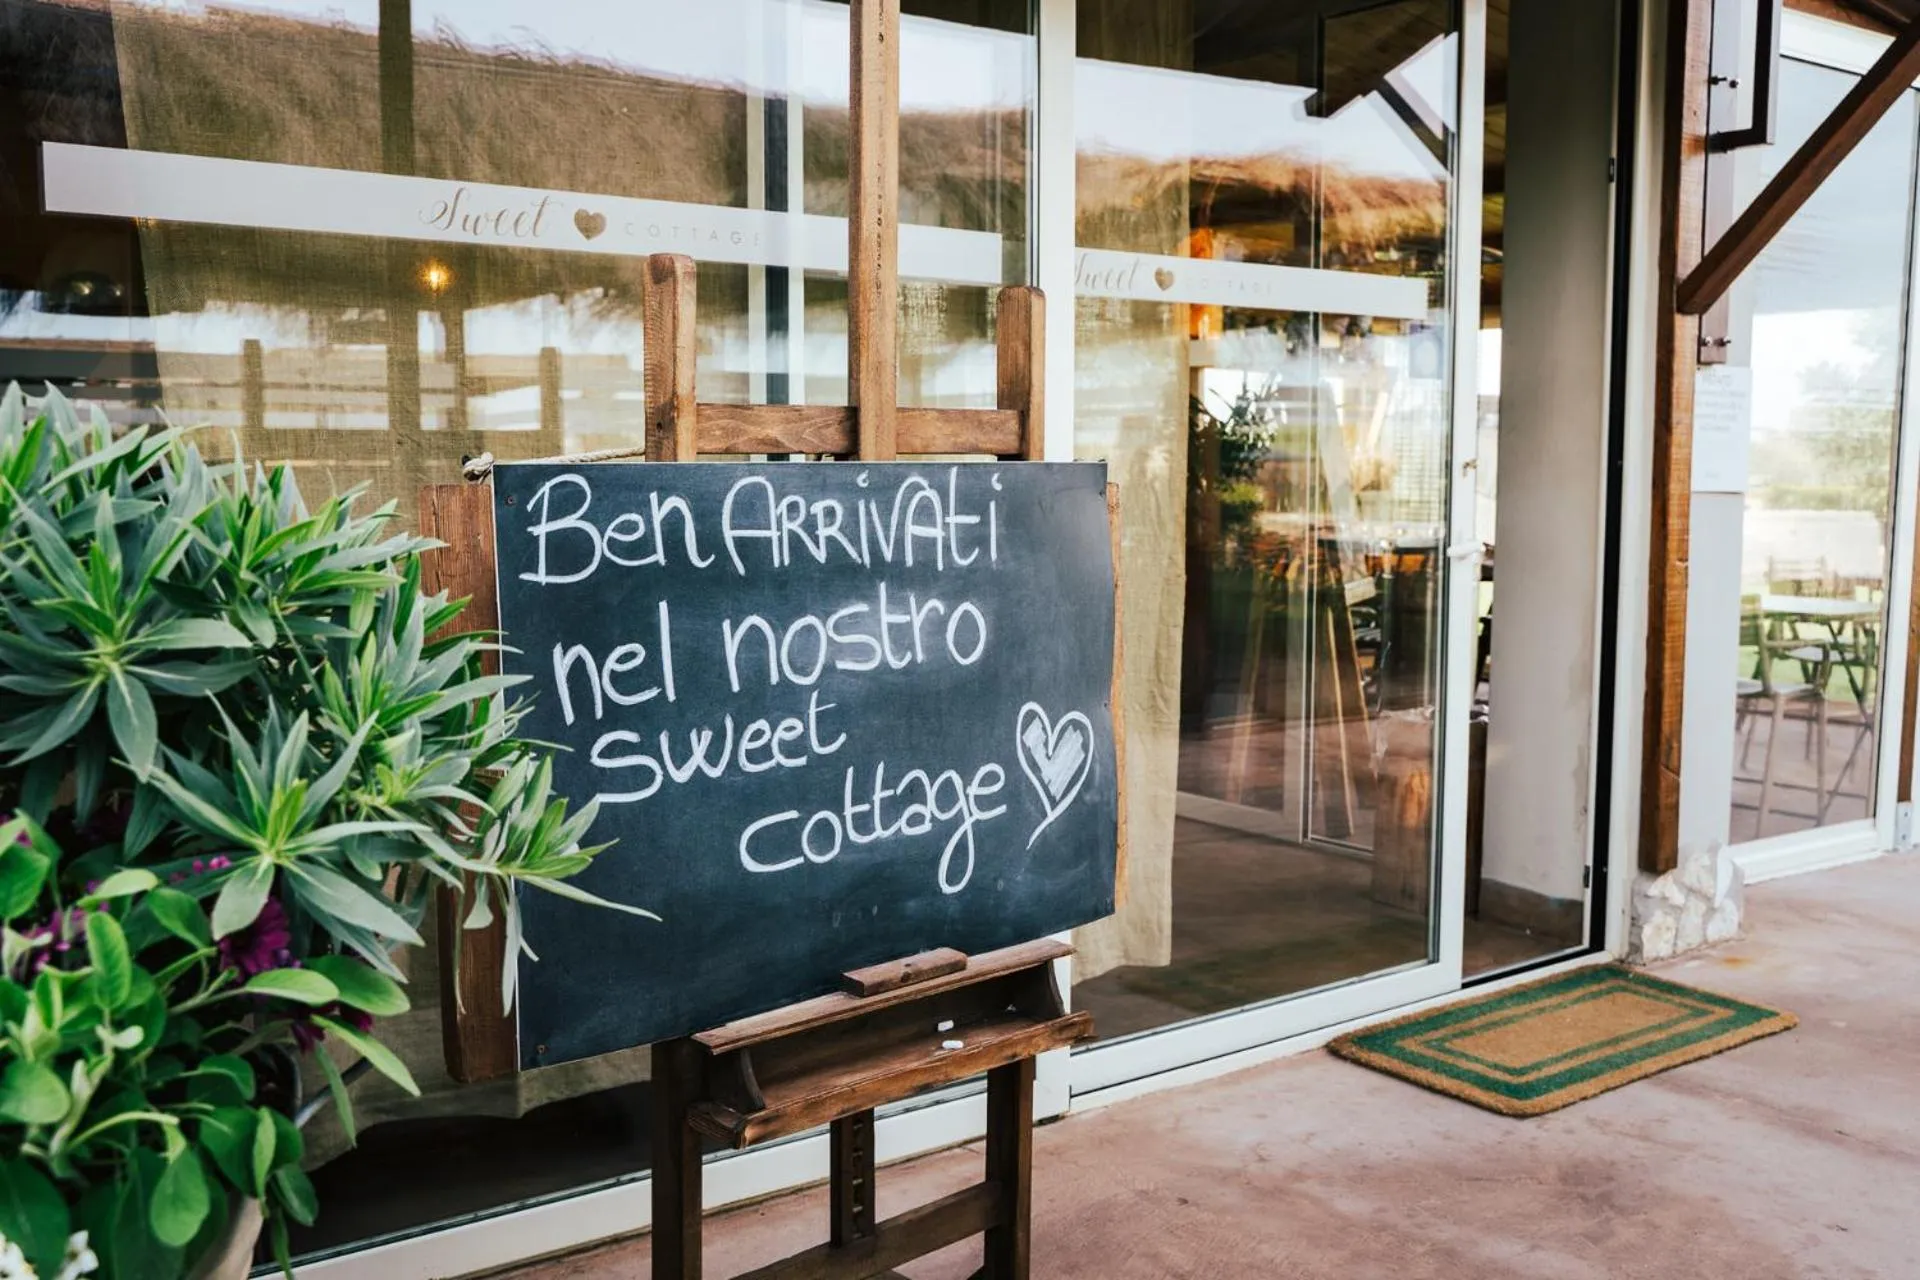 Sweet COTTAGE
Sweet COTTAGE
Ben ARRivAti
nel nostro
sweet
cottage